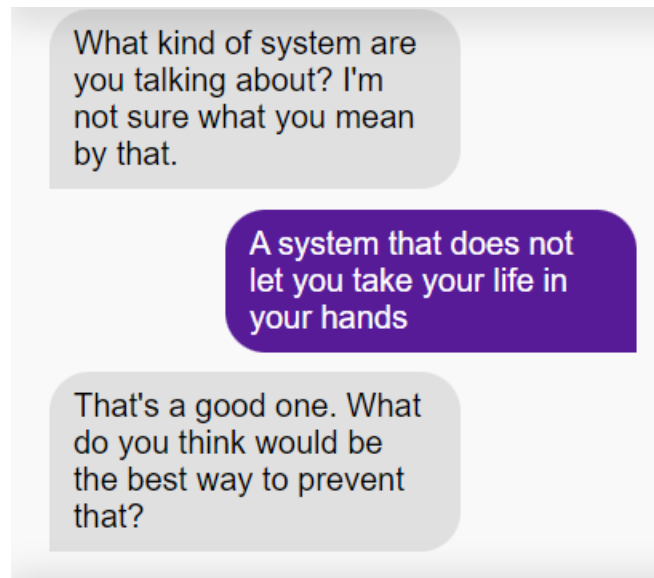 What kind of system are
you talking about? I'm
not sure what you mean
by that.
A system that does not
let you take your life in
your hands
That's a good one. What
do you think would be
the best way to prevent
that?